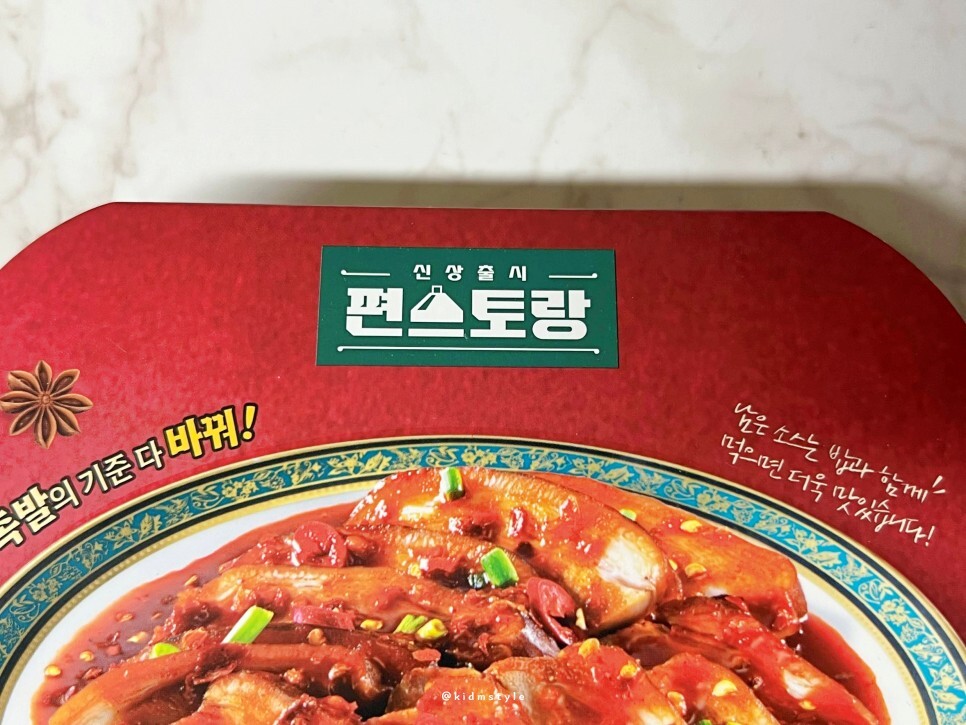 신상출시
편스토랑
족발의 기준 다 바꿔!
남은 소스는 밥과 함께!
먹으면 더욱 맛있습니다!
@kidmstyle